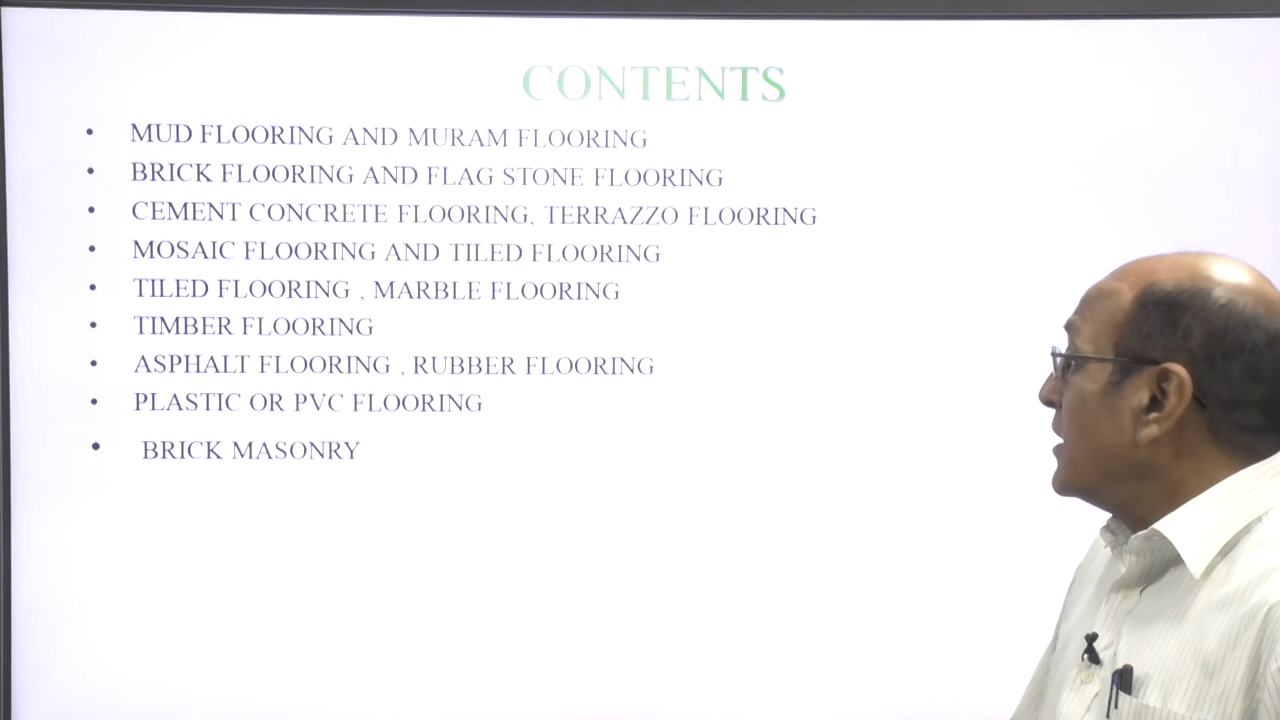 CONTENTS
• MUD FLOORING AND MURAM FLOORING
• BRICK FLOORING AND FLAG STONE FLOORING
• CEMENT CONCRETE FLOORING, TERRAZZO FLOORING
• MOSAIC FLOORING AND TILED FLOORING
• TILED FLOORING , MARBLE FLOORING
• TIMBER FLOORING
• ASPHALT FLOORING , RUBBER FLOORING
• PLASTIC OR PVC FLOORING
• BRICK MASONRY